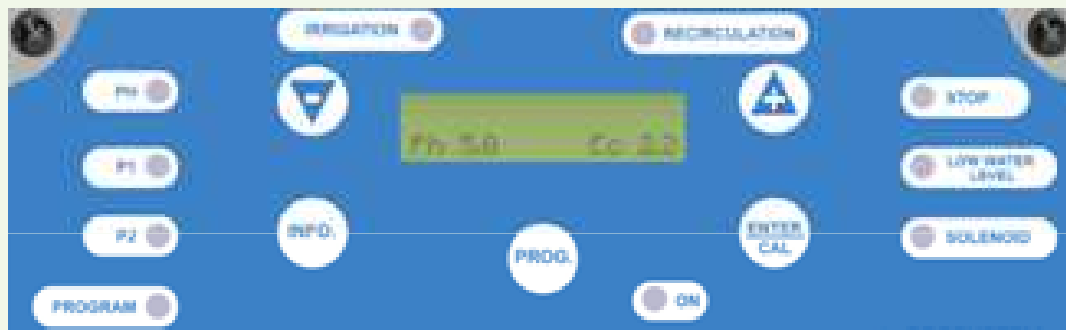 IRRIGATION
RECIRCULATION
PH
STOP
Ph 5.0 Cc 2.2
P1
LOW WATER
LEVEL
P2
INFO.
ENTER
CAL
SOLENOID
PROG.
PROGRAM
ON